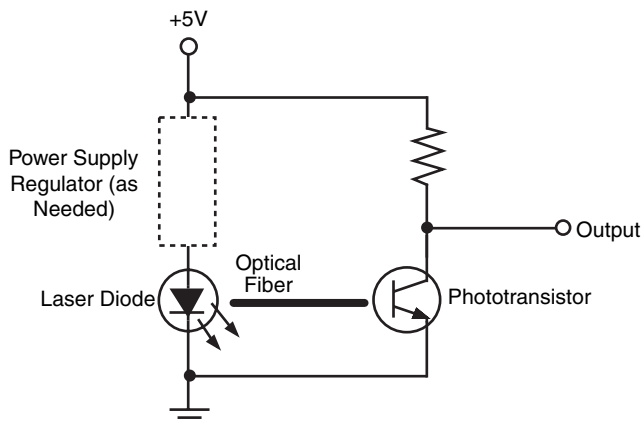 +5V
Power Supply
Regulator (as
Needed)
Output
Optical
Fiber
Laser Diode
Phototransistor